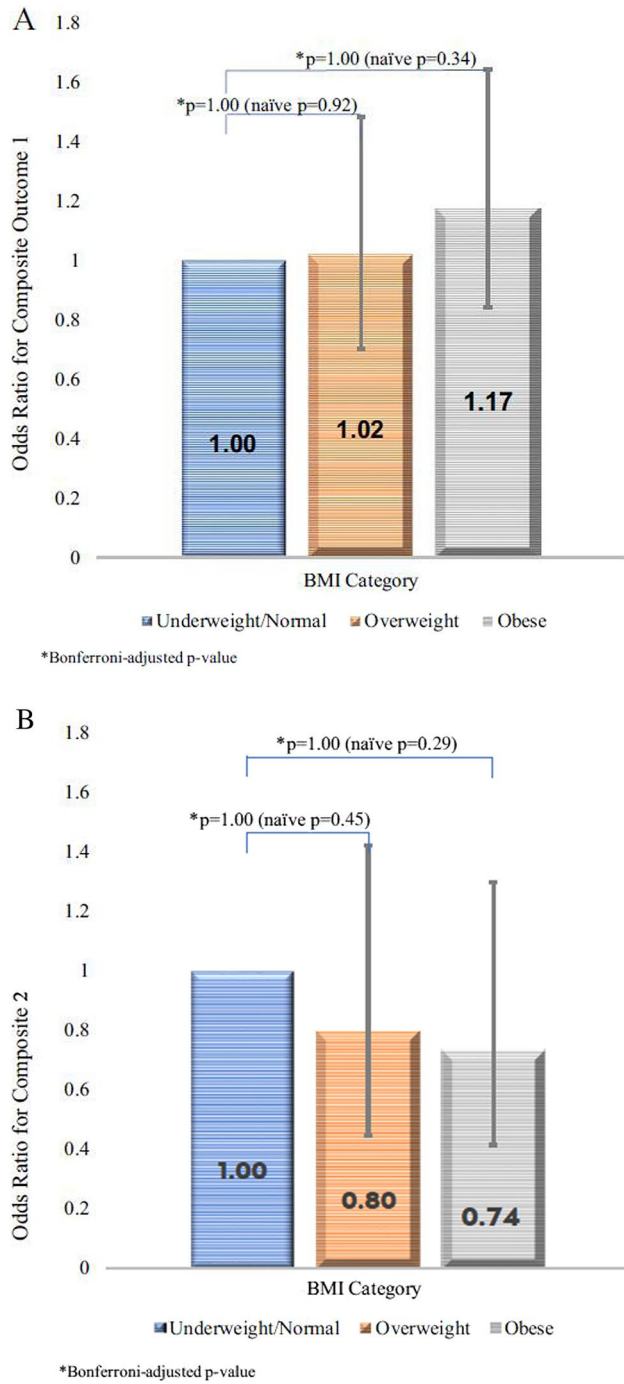 A
1.8
1.6
*p=1.00 (naïve p=0.34)
*p=1.00 (naïve p=0.92)
1.4
1.2
1
0.8
0.6
0.4
0.2
0
Odds Ratio for Composite Outcome 1
1.00
1.02
1.17
BMI Category
Underweight/Normal Overweight Obese
*Bonferroni-adjusted p-value
B
1.8
*p=1.00 (naïve p=0.29)
1.6
*p=1.00 (naïve p=0.45)
1.4
1.2
1
0.8
0.6
0.4
0.2
0
Odds Ratio for Composite 2
1.00
0.80
0.74
BMI Category
Underweight/Normal Overweight Obese
*Bonferroni-adjusted p-value